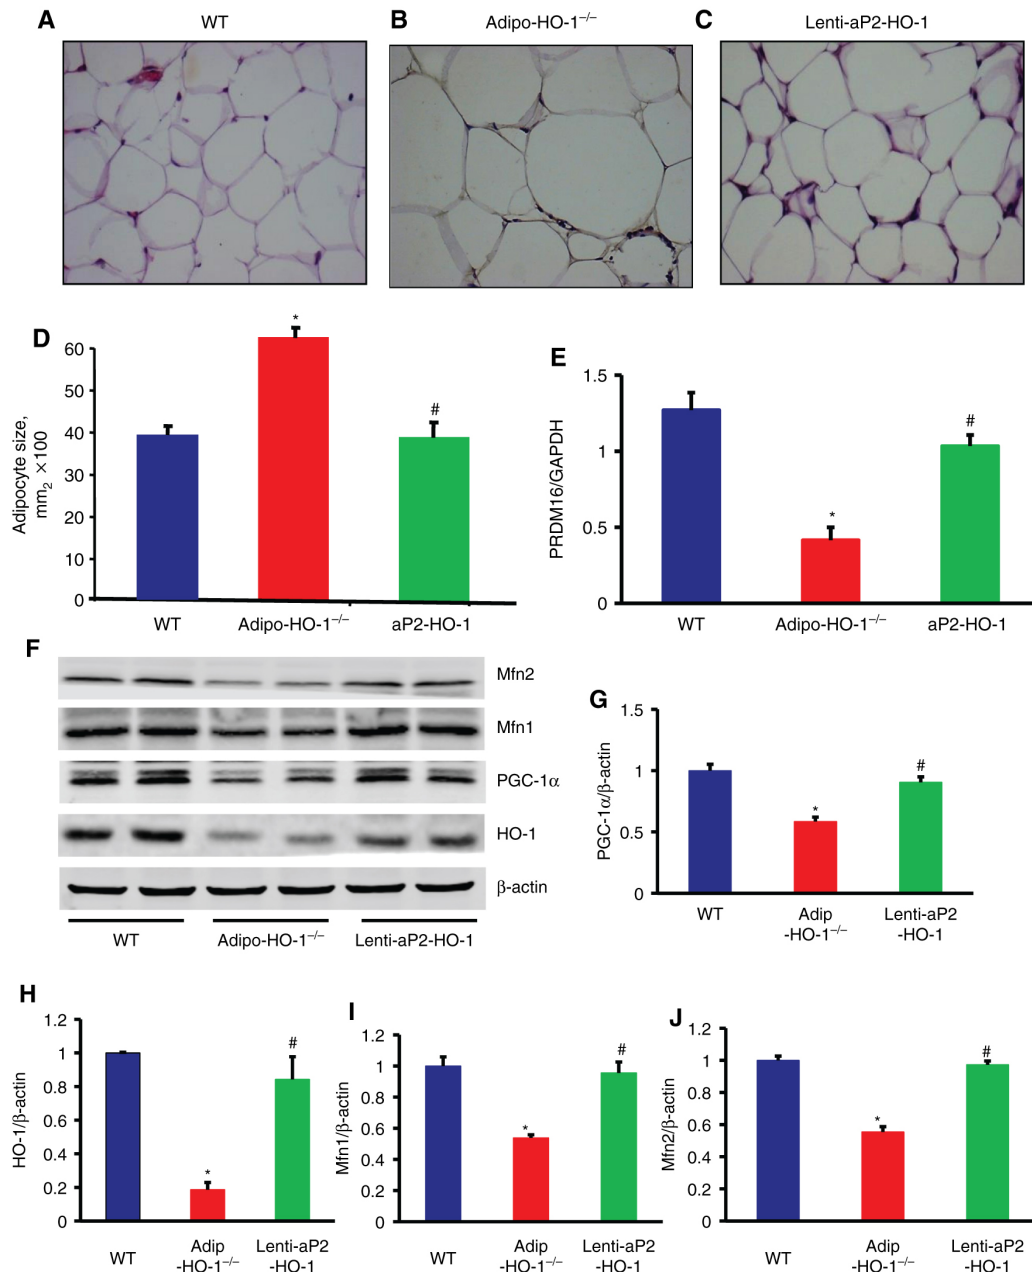 A WT
B Adipo-HO-1⁻/⁻
C Lenti-aP2-HO-1
D
Adipocyte size,
mm₂ ×100
60
50
40
30
20
10
0
*
#
WT Adipo-HO-1⁻/⁻ aP2-HO-1
E
PRDM16/GAPDH
1.5
1
0.5
0
*
#
WT Adipo-HO-1⁻/⁻ aP2-HO-1
F
Mfn2
Mfn1
PGC-1α
HO-1
β-actin
WT Adipo-HO-1⁻/⁻ Lenti-aP2-HO-1
G
PGC-1α/β-actin
1.5
1
0.5
0
*
#
WT Adip
-HO-1⁻/⁻ Lenti-aP2
-HO-1
H
HO-1/β-actin
1.2
1
0.8
0.6
0.4
0.2
0
*
#
WT Adip
-HO-1⁻/⁻ Lenti-aP2
-HO-1
I
Mfn1/β-actin
1.2
1
0.8
0.6
0.4
0.2
0
*
#
WT Adip
-HO-1⁻/⁻ Lenti-aP2
-HO-1
J
Mfn2/β-actin
1.2
1
0.8
0.6
0.4
0.2
0
*
#
WT Adip
-HO-1⁻/⁻ Lenti-aP2
-HO-1